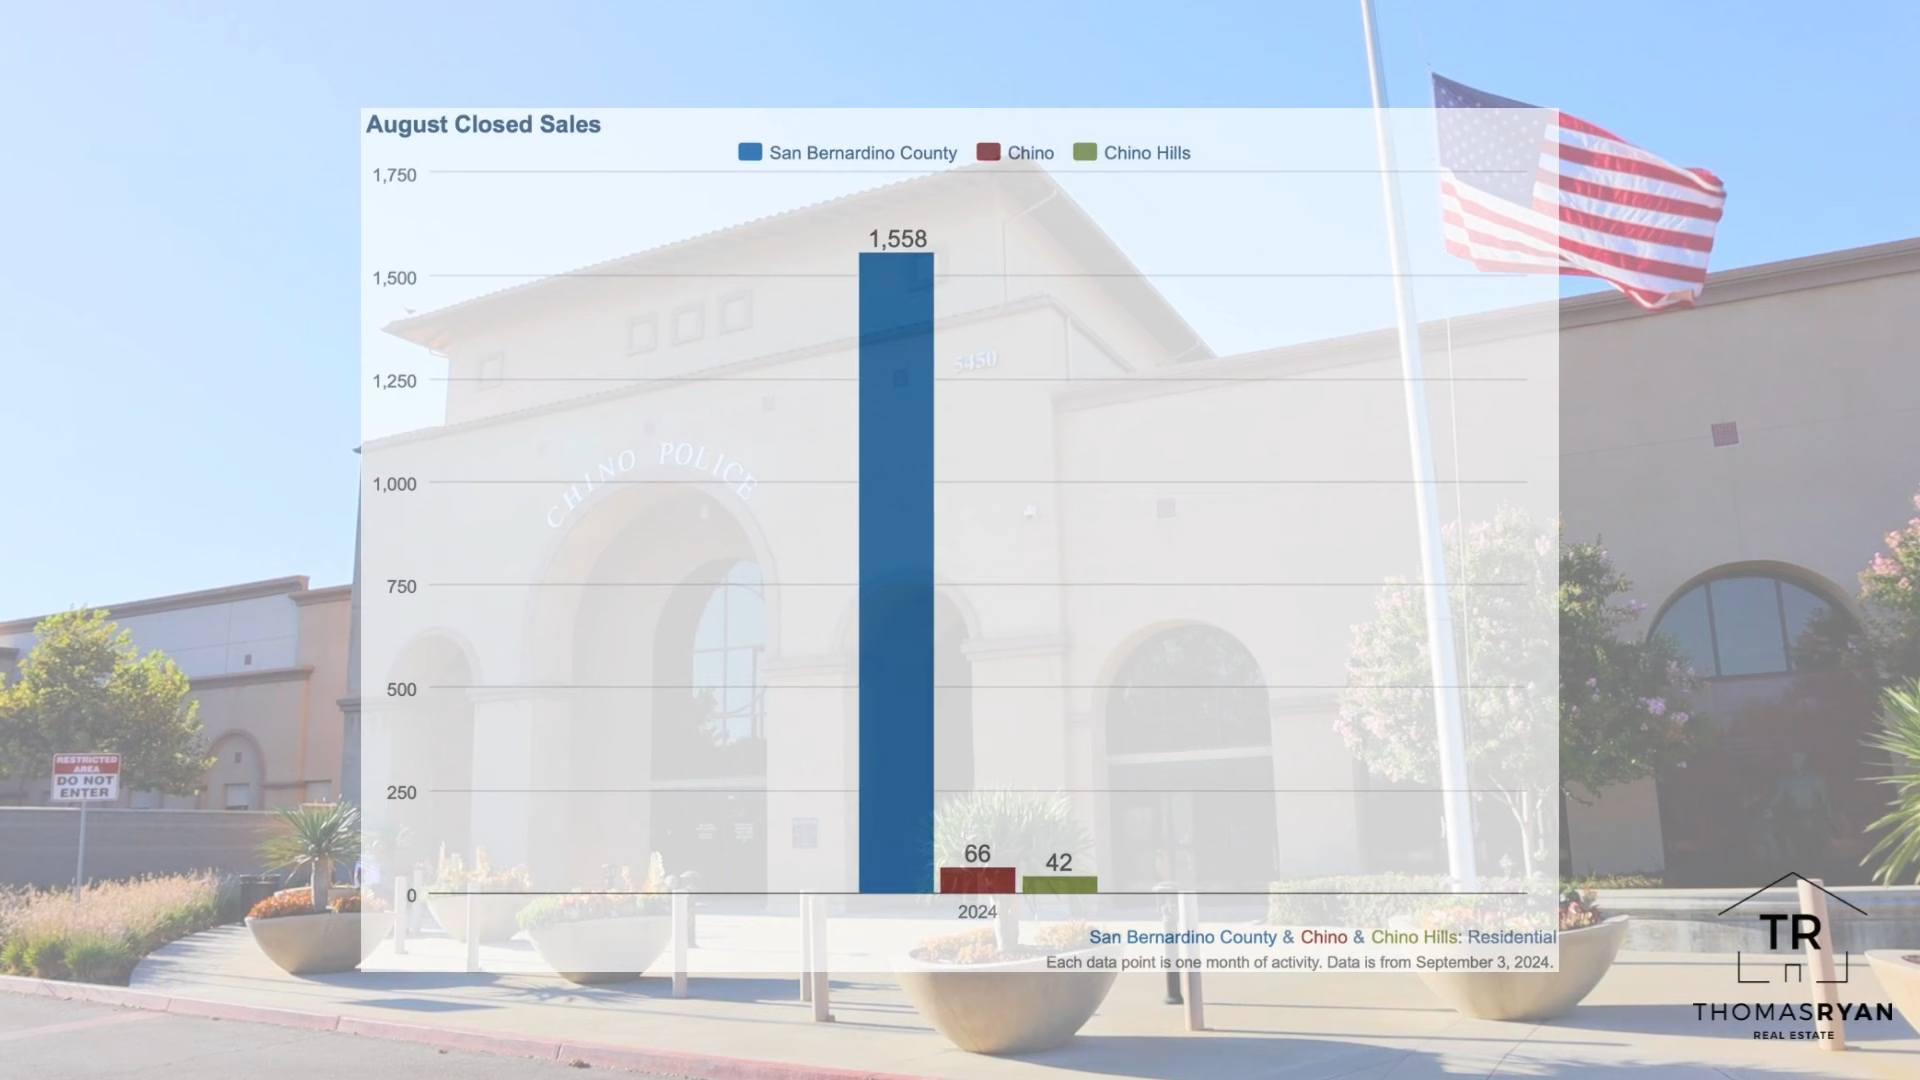 August Closed Sales
San Bernardino County Chino Chino Hills
1,750
1,558
1,500
5450
1,250
CHINO POLICE
1,000
750
500
RESTRICTED
AREA
DO NOT
ENTER
250
66
42
0
2024
San Bernardino County & Chino & Chino Hills: Residential
Each data point is one month of activity. Data is from September 3, 2024.
TR
THOMASRYAN
REAL ESTATE